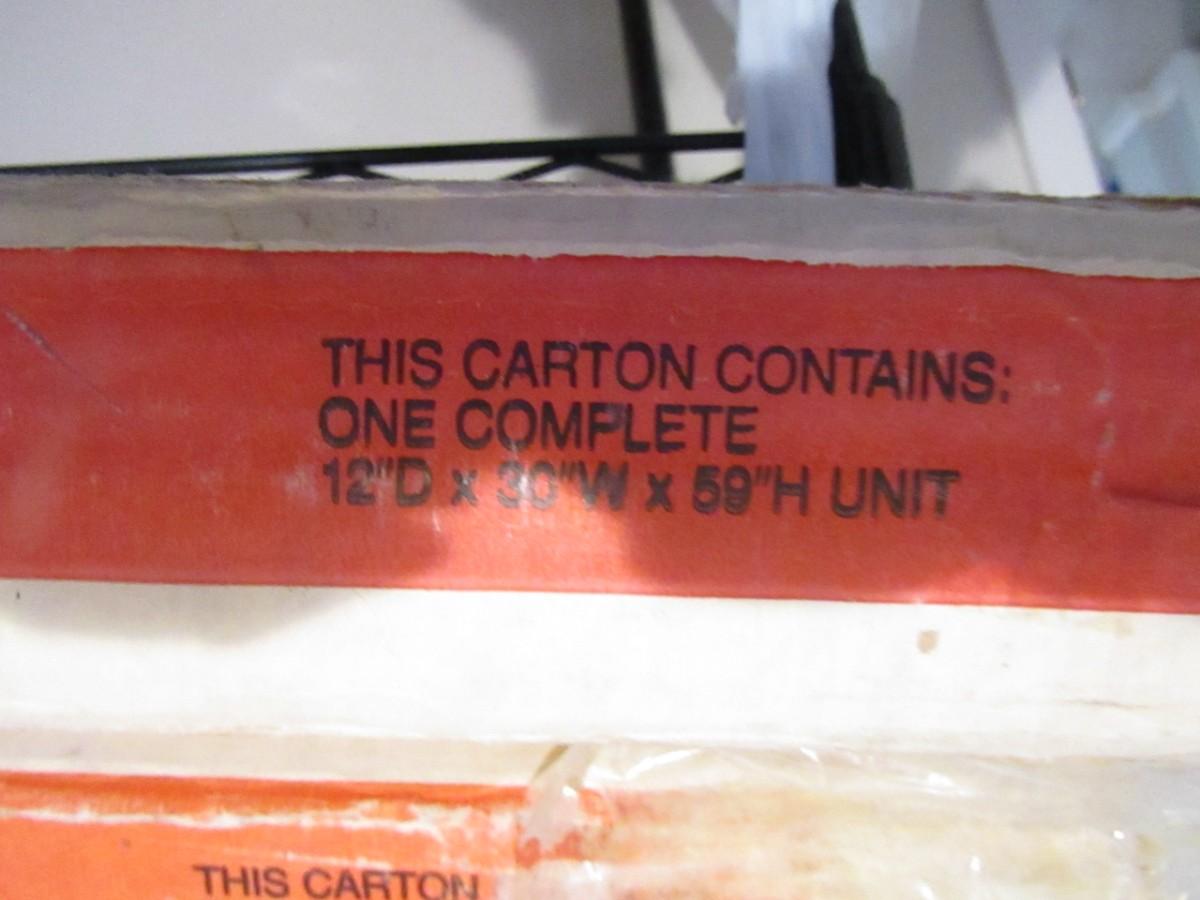 THIS CARTON CONTAINS:
ONE COMPLETE
12"D x 30"W x 59"H UNIT
THIS CARTON